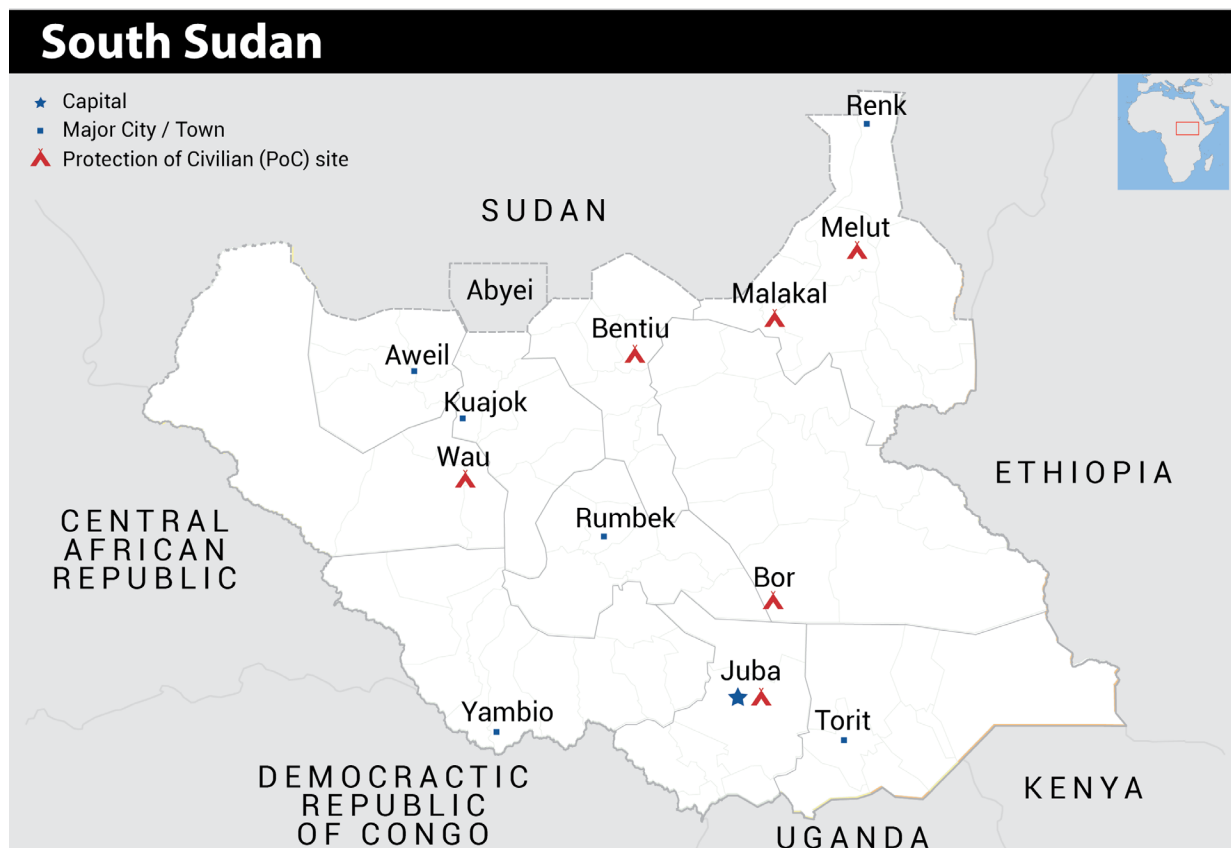 South Sudan
Capital
Major City / Town
Protection of Civilian (PoC) site
Renk
SUDAN
Melut
Abyei
Malakal
Bentiu
Aweil
Kuajok
Wau
ETHIOPIA
CENTRAL
AFRICAN
REPUBLIC
Rumbek
Bor
Juba
Yambio
Torit
DEMOCRACTIC
REPUBLIC
OF CONGO
KENYA
UGANDA